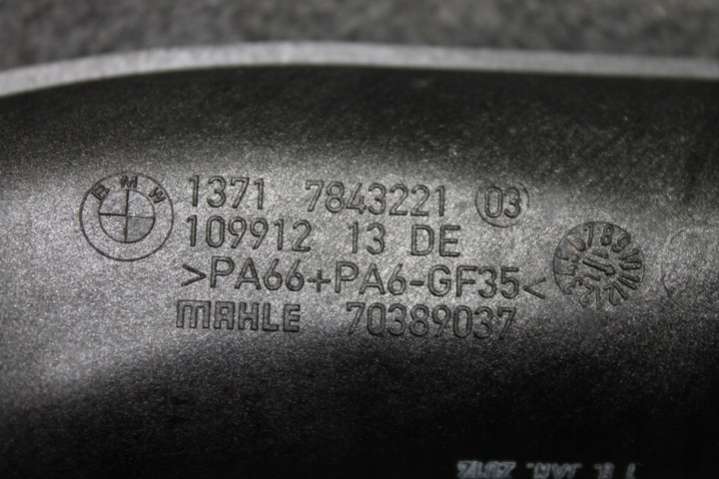 BMW
1371 7843221 03
109912 13 DE
>PA66+PA6-GF35<
MAHLE 70389037